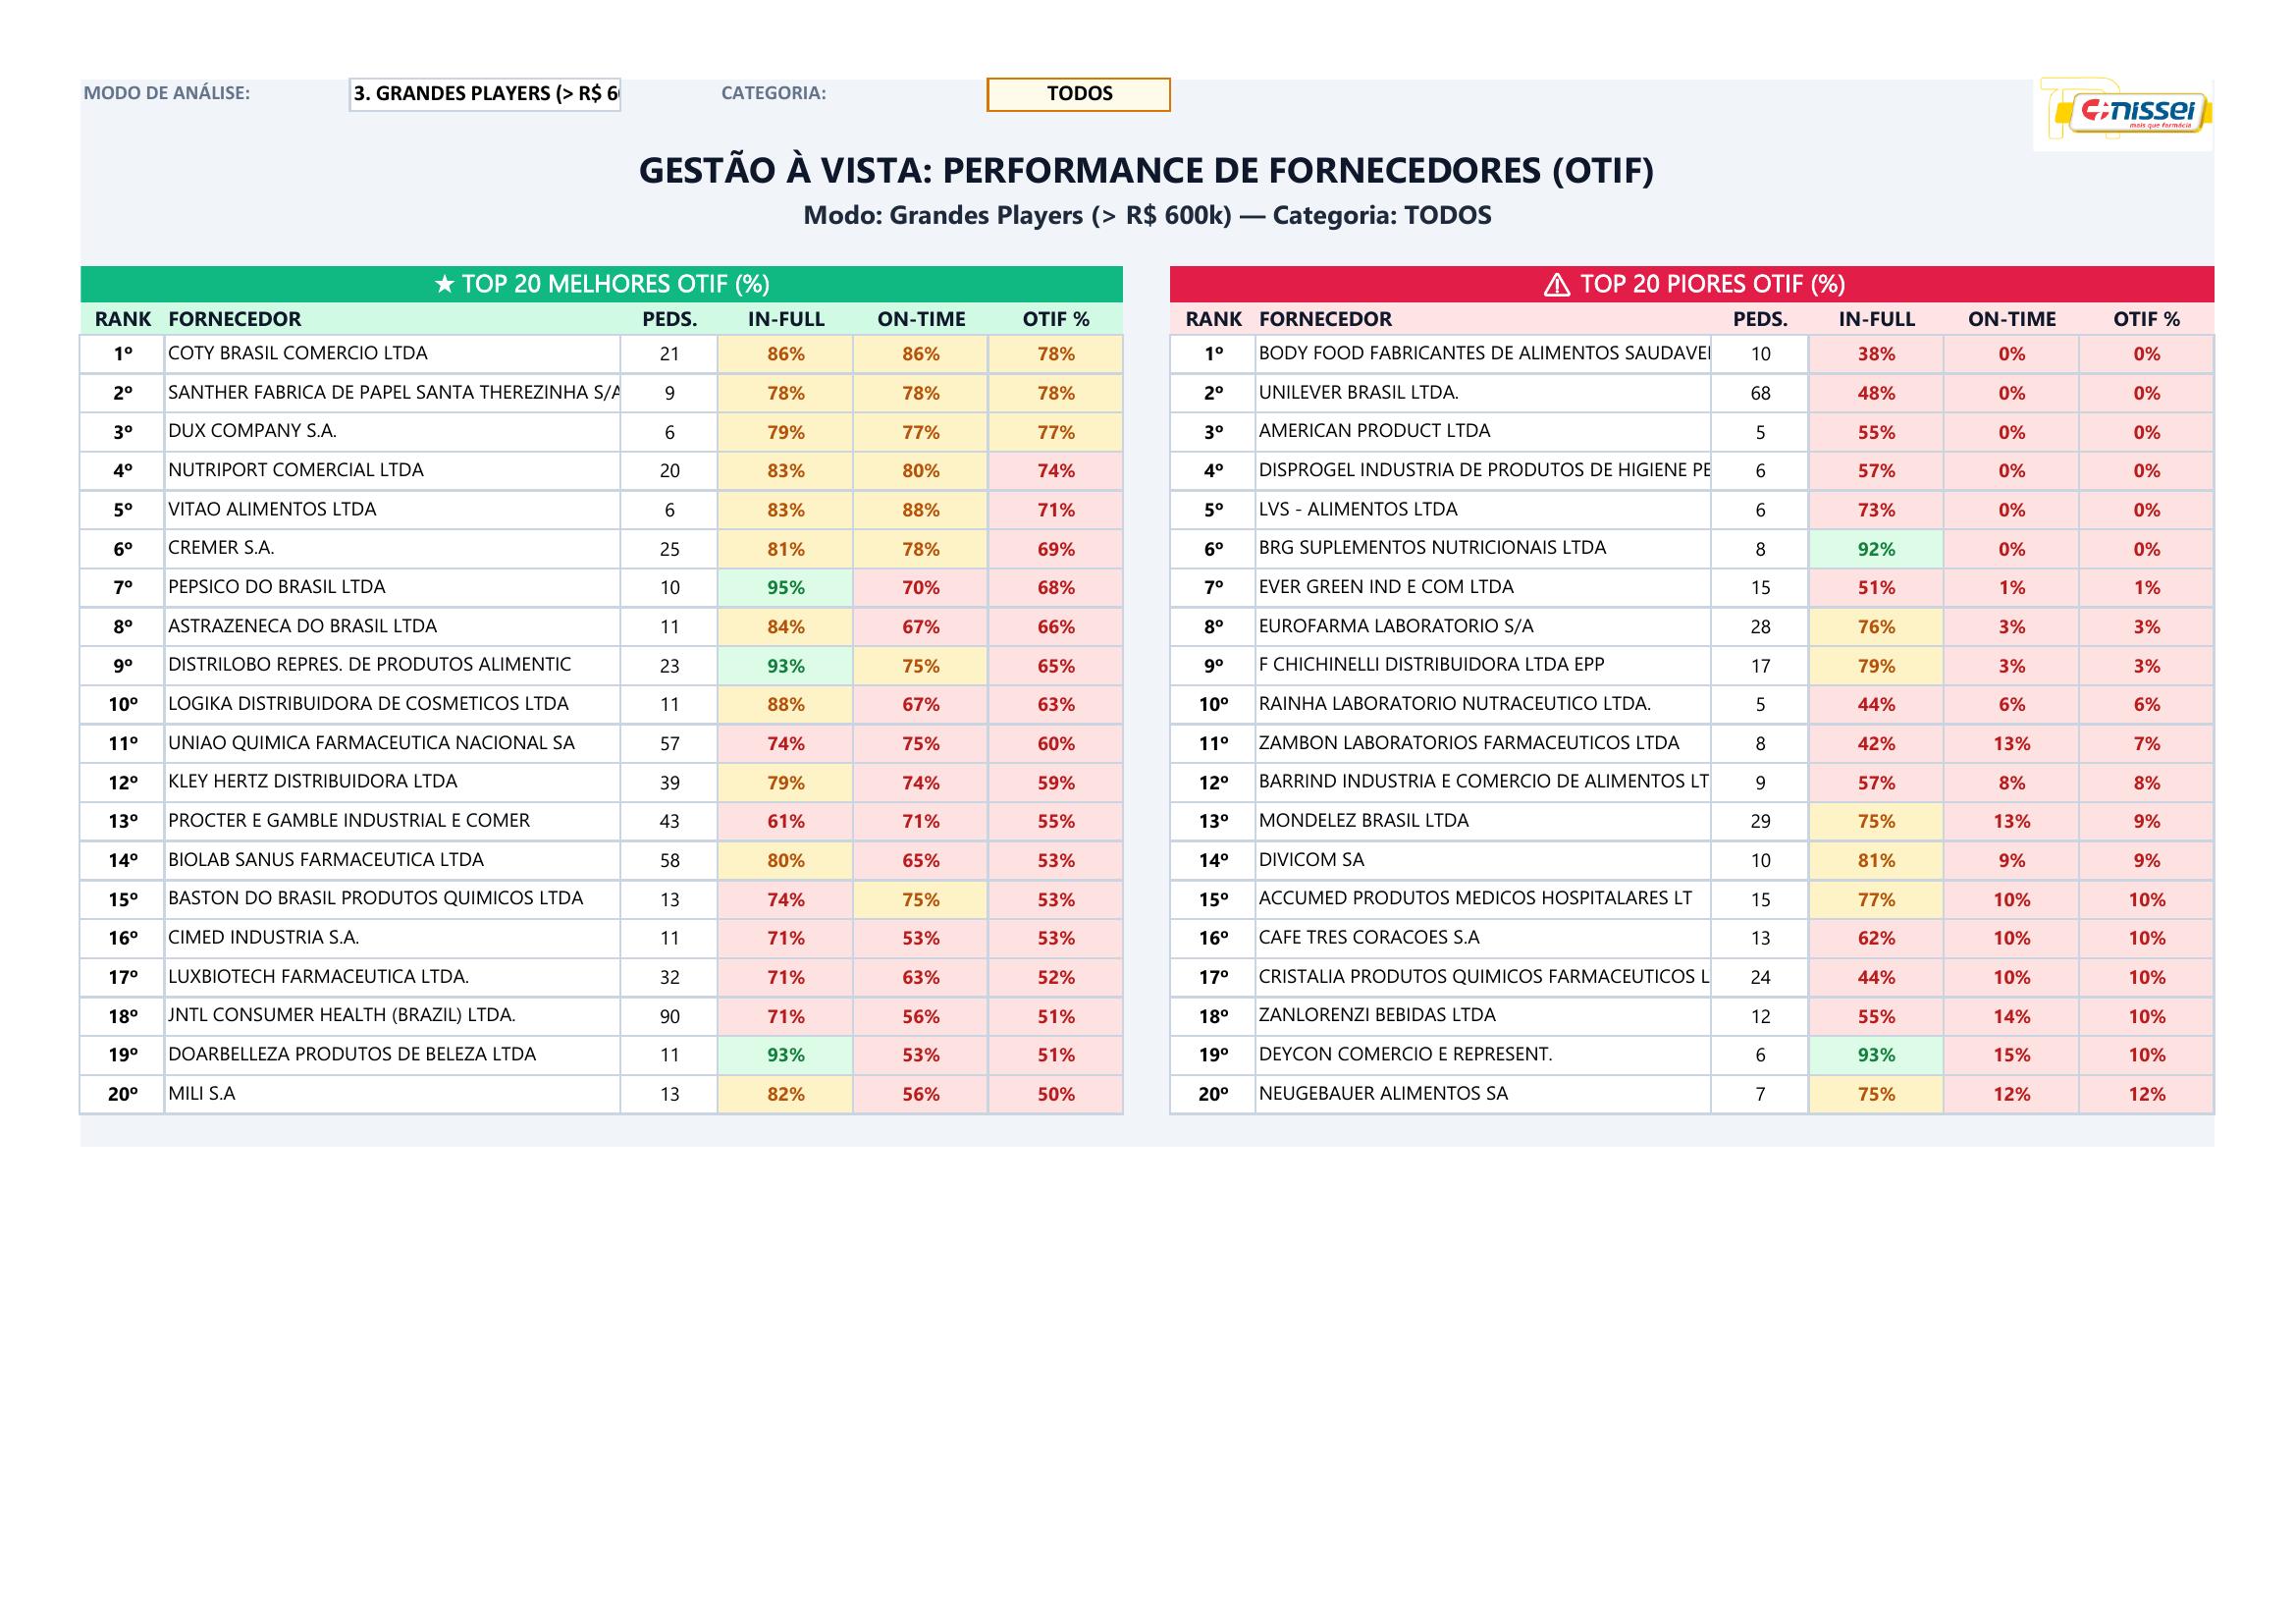 MODO DE ANÁLISE: 3. GRANDES PLAYERS (> R$ 6 CATEGORIA: TODOS
nissei
mais que farmácia
GESTÃO À VISTA: PERFORMANCE DE FORNECEDORES (OTIF)
Modo: Grandes Players (> R$ 600k) — Categoria: TODOS
★ TOP 20 MELHORES OTIF (%)
RANK FORNECEDOR PEDS. IN-FULL ON-TIME OTIF %
1º COTY BRASIL COMERCIO LTDA 21 86% 86% 78%
2º SANTHER FABRICA DE PAPEL SANTA THEREZINHA S/A 9 78% 78% 78%
3º DUX COMPANY S.A. 6 79% 77% 77%
4º NUTRIPORT COMERCIAL LTDA 20 83% 80% 74%
5º VITAO ALIMENTOS LTDA 6 83% 88% 71%
6º CREMER S.A. 25 81% 78% 69%
7º PEPSICO DO BRASIL LTDA 10 95% 70% 68%
8º ASTRAZENECA DO BRASIL LTDA 11 84% 67% 66%
9º DISTRILOBO REPRES. DE PRODUTOS ALIMENTIC 23 93% 75% 65%
10º LOGIKA DISTRIBUIDORA DE COSMETICOS LTDA 11 88% 67% 63%
11º UNIAO QUIMICA FARMACEUTICA NACIONAL SA 57 74% 75% 60%
12º KLEY HERTZ DISTRIBUIDORA LTDA 39 79% 74% 59%
13º PROCTER E GAMBLE INDUSTRIAL E COMER 43 61% 71% 55%
14º BIOLAB SANUS FARMACEUTICA LTDA 58 80% 65% 53%
15º BASTON DO BRASIL PRODUTOS QUIMICOS LTDA 13 74% 75% 53%
16º CIMED INDUSTRIA S.A. 11 71% 53% 53%
17º LUXBIOTECH FARMACEUTICA LTDA. 32 71% 63% 52%
18º JNTL CONSUMER HEALTH (BRAZIL) LTDA. 90 71% 56% 51%
19º DOARBELLEZA PRODUTOS DE BELEZA LTDA 11 93% 53% 51%
20º MILI S.A 13 82% 56% 50%
⚠ TOP 20 PIORES OTIF (%)
RANK FORNECEDOR PEDS. IN-FULL ON-TIME OTIF %
1º BODY FOOD FABRICANTES DE ALIMENTOS SAUDAVEI 10 38% 0% 0%
2º UNILEVER BRASIL LTDA. 68 48% 0% 0%
3º AMERICAN PRODUCT LTDA 5 55% 0% 0%
4º DISPROGEL INDUSTRIA DE PRODUTOS DE HIGIENE PE 6 57% 0% 0%
5º LVS - ALIMENTOS LTDA 6 73% 0% 0%
6º BRG SUPLEMENTOS NUTRICIONAIS LTDA 8 92% 0% 0%
7º EVER GREEN IND E COM LTDA 15 51% 1% 1%
8º EUROFARMA LABORATORIO S/A 28 76% 3% 3%
9º F CHICHINELLI DISTRIBUIDORA LTDA EPP 17 79% 3% 3%
10º RAINHA LABORATORIO NUTRACEUTICO LTDA. 5 44% 6% 6%
11º ZAMBON LABORATORIOS FARMACEUTICOS LTDA 8 42% 13% 7%
12º BARRIND INDUSTRIA E COMERCIO DE ALIMENTOS LT 9 57% 8% 8%
13º MONDELEZ BRASIL LTDA 29 75% 13% 9%
14º DIVICOM SA 10 81% 9% 9%
15º ACCUMED PRODUTOS MEDICOS HOSPITALARES LT 15 77% 10% 10%
16º CAFE TRES CORACOES S.A 13 62% 10% 10%
17º CRISTALIA PRODUTOS QUIMICOS FARMACEUTICOS L 24 44% 10% 10%
18º ZANLORENZI BEBIDAS LTDA 12 55% 14% 10%
19º DEYCON COMERCIO E REPRESENT. 6 93% 15% 10%
20º NEUGEBAUER ALIMENTOS SA 7 75% 12% 12%